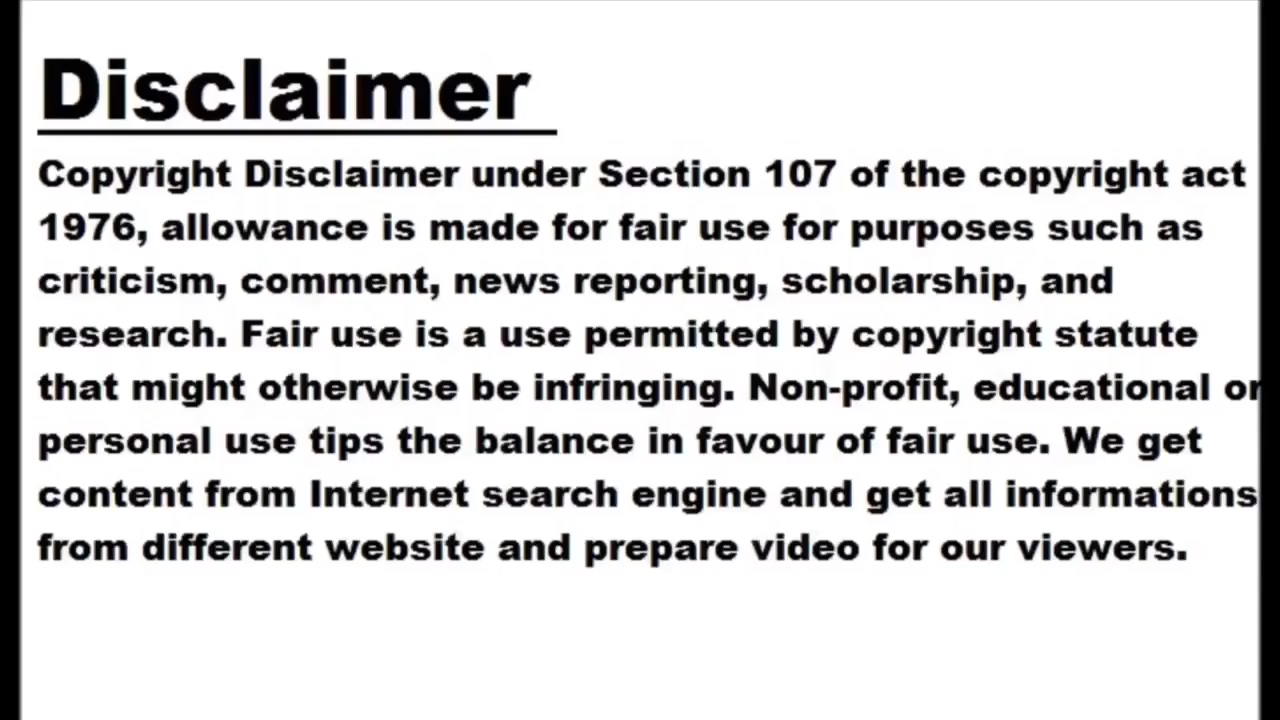 Disclaimer
Copyright Disclaimer under Section 107 of the copyright act
1976, allowance is made for fair use for purposes such as
criticism, comment, news reporting, scholarship, and
research. Fair use is a use permitted by copyright statute
that might otherwise be infringing. Non-profit, educational or
personal use tips the balance in favour of fair use. We get
content from Internet search engine and get all informations
from different website and prepare video for our viewers.